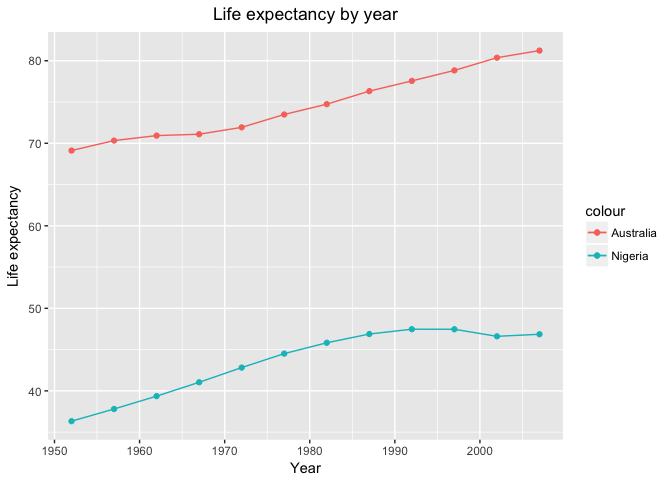 Life expectancy by year
80
70
60
50
40
Life expectancy
1950 1960 1970 1980 1990 2000
Year
colour
Australia
Nigeria